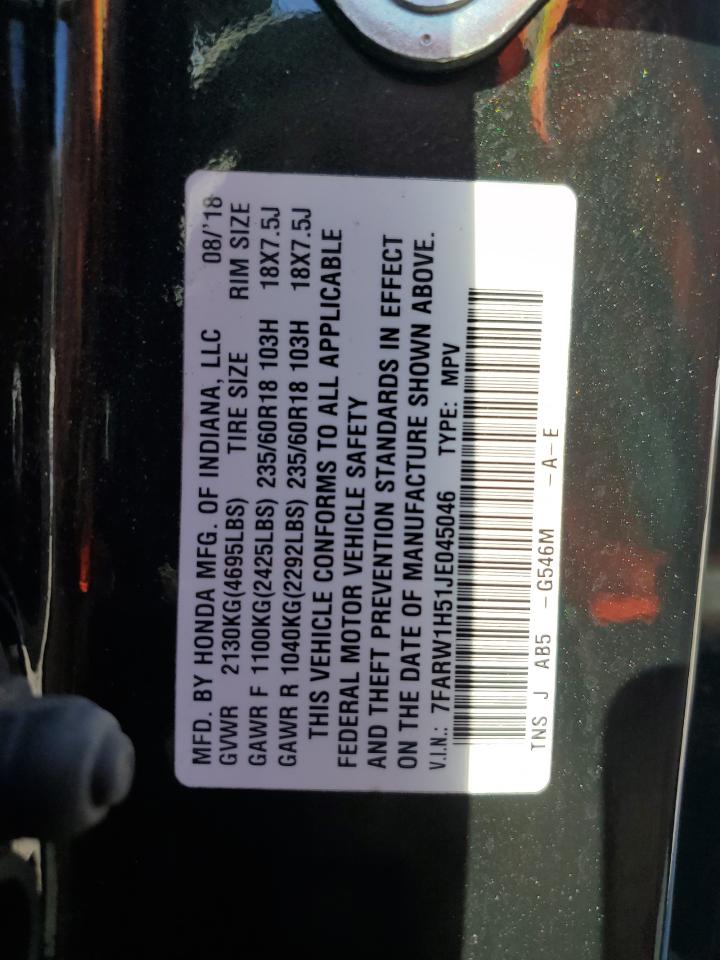 MFD. BY HONDA MFG. OF INDIANA, LLC 08/'18
GVWR 2130KG(4695LBS) TIRE SIZE RIM SIZE
GAWR F 1100KG(2425LBS) 235/60R18 103H 18X7.5J
GAWR R 1040KG(2292LBS) 235/60R18 103H 18X7.5J
THIS VEHICLE CONFORMS TO ALL APPLICABLE
FEDERAL MOTOR VEHICLE SAFETY
AND THEFT PREVENTION STANDARDS IN EFFECT
ON THE DATE OF MANUFACTURE SHOWN ABOVE.
V.I.N.: 7FARW1H51JE045046 TYPE: MPV
TNS J AB5 -G546M -A-E